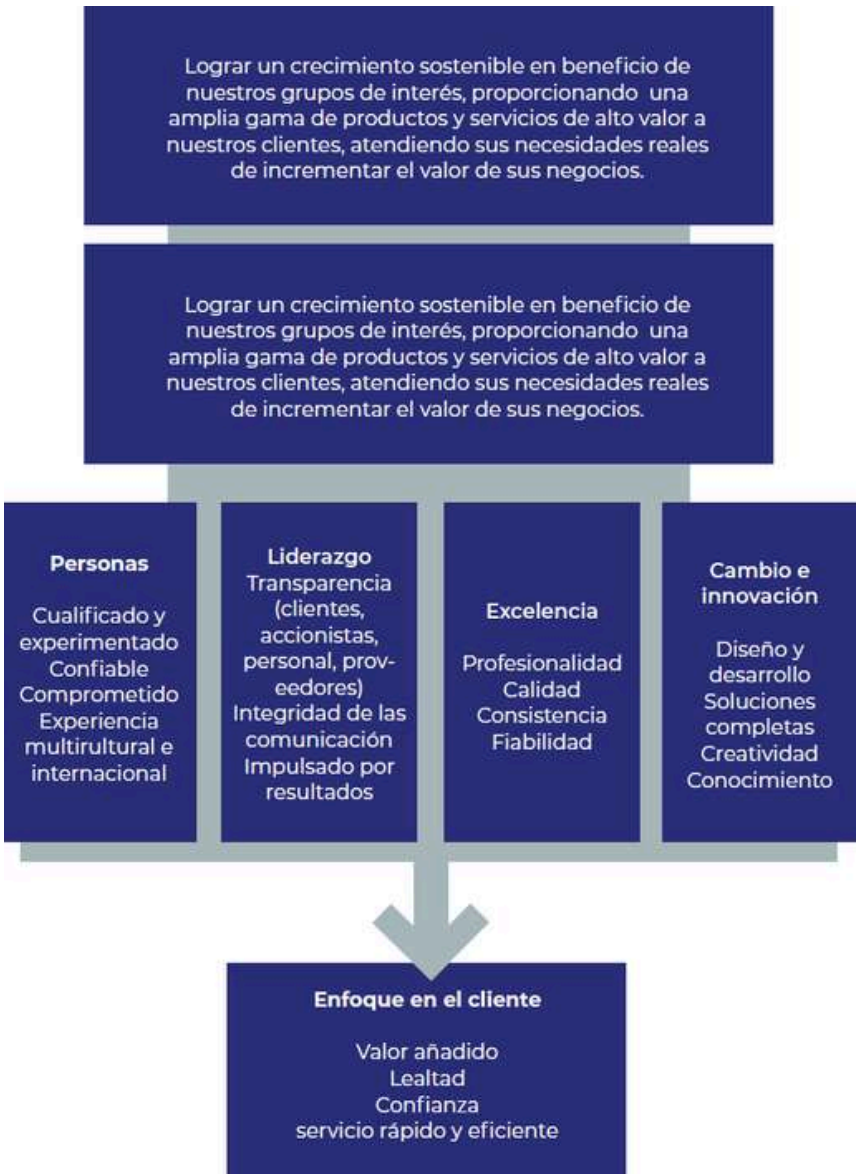 Lograr un crecimiento sostenible en beneficio de
nuestros grupos de interés, proporcionando una
amplia gama de productos y servicios de alto valor a
nuestros clientes, atendiendo sus necesidades reales
de incrementar el valor de sus negocios.
Lograr un crecimiento sostenible en beneficio de
nuestros grupos de interés, proporcionando una
amplia gama de productos y servicios de alto valor a
nuestros clientes, atendiendo sus necesidades reales
de incrementar el valor de sus negocios.
Personas
Cualificado y
experimentado
Confiable
Comprometido
Experiencia
multirultural e
internacional
Liderazgo
Transparencia
(clientes,
accionistas,
personal, prov-
eedores)
Integridad de las
comunicación
Impulsado por
resultados
Excelencia
Profesionalidad
Calidad
Consistencia
Fiabilidad
Cambio e
innovación
Diseño y
desarrollo
Soluciones
completas
Creatividad
Conocimiento
Enfoque en el cliente
Valor añadido
Lealtad
Confianza
servicio rápido y eficiente